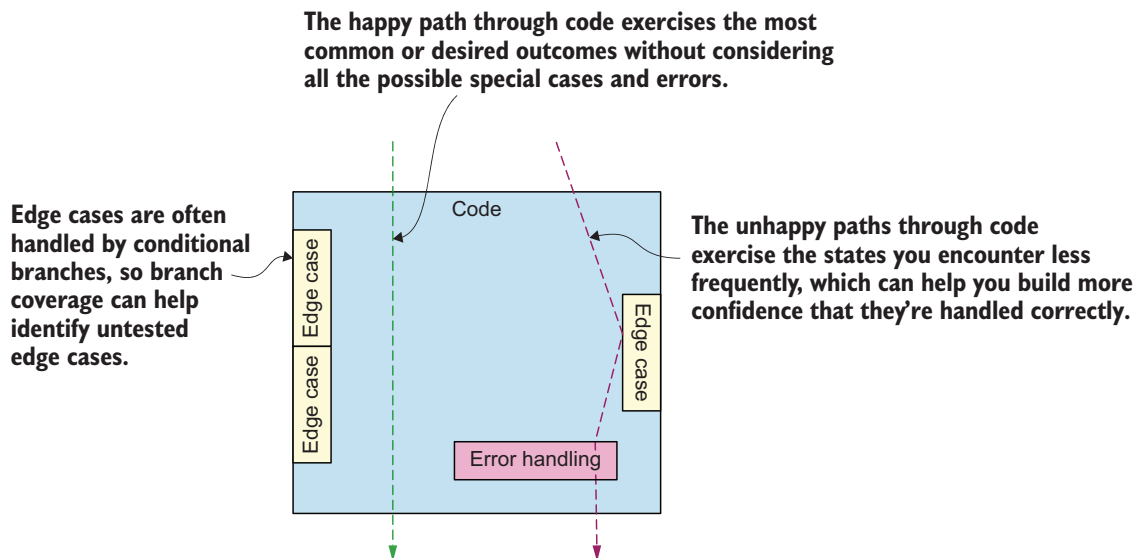 The happy path through code exercises the most
common or desired outcomes without considering
all the possible special cases and errors.
Edge cases are often
handled by conditional
branches, so branch
coverage can help
identify untested
edge cases.
Code
Edge case
Edge case
Edge case
Error handling
The unhappy paths through code
exercise the states you encounter less
frequently, which can help you build more
confidence that they're handled correctly.